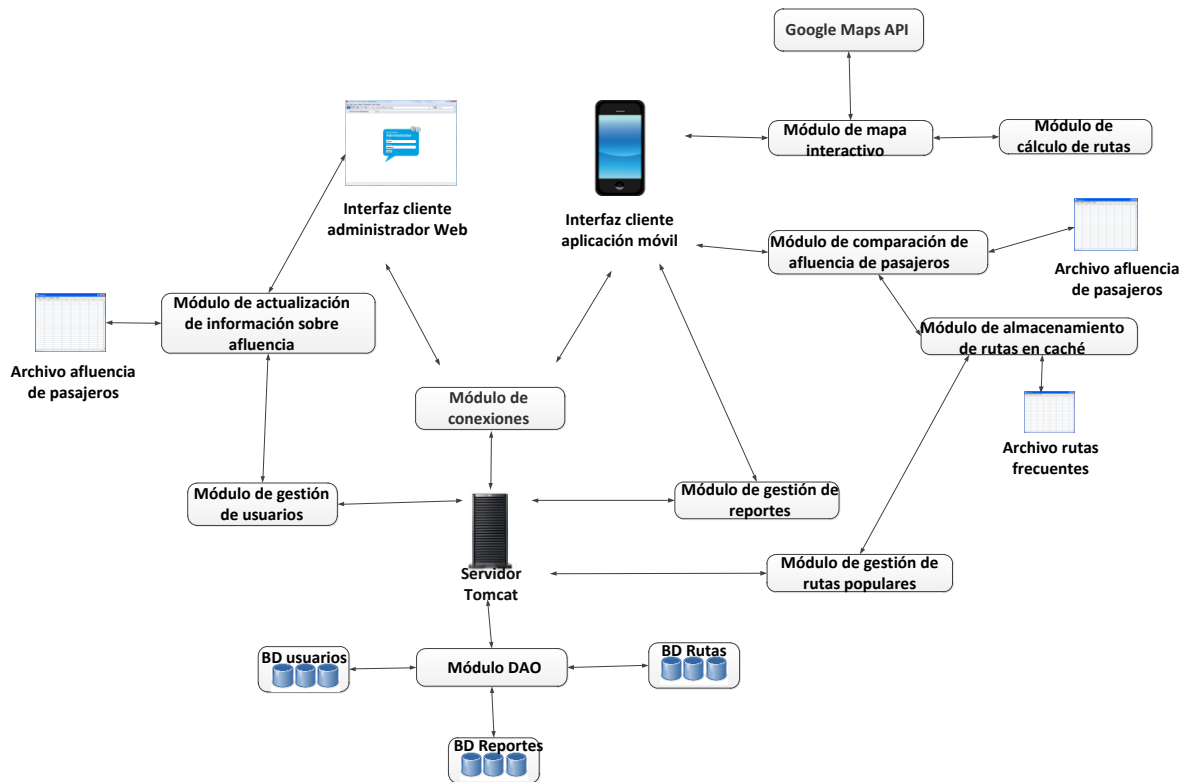 Google Maps API
Módulo de mapa
interactivo
Módulo de
cálculo de rutas
Interfaz cliente
administrador Web
Interfaz cliente
aplicación móvil
Módulo de comparación de
afluencia de pasajeros
Archivo afluencia
de pasajeros
Módulo de actualización
de información sobre
afluencia
Archivo afluencia
de pasajeros
Módulo de almacenamiento
de rutas en caché
Módulo de
conexiones
Archivo rutas
frecuentes
Módulo de gestión
de usuarios
Módulo de gestión de
reportes
Servidor
Tomcat
Módulo de gestión de
rutas populares
BD usuarios
Módulo DAO
BD Rutas
BD Reportes